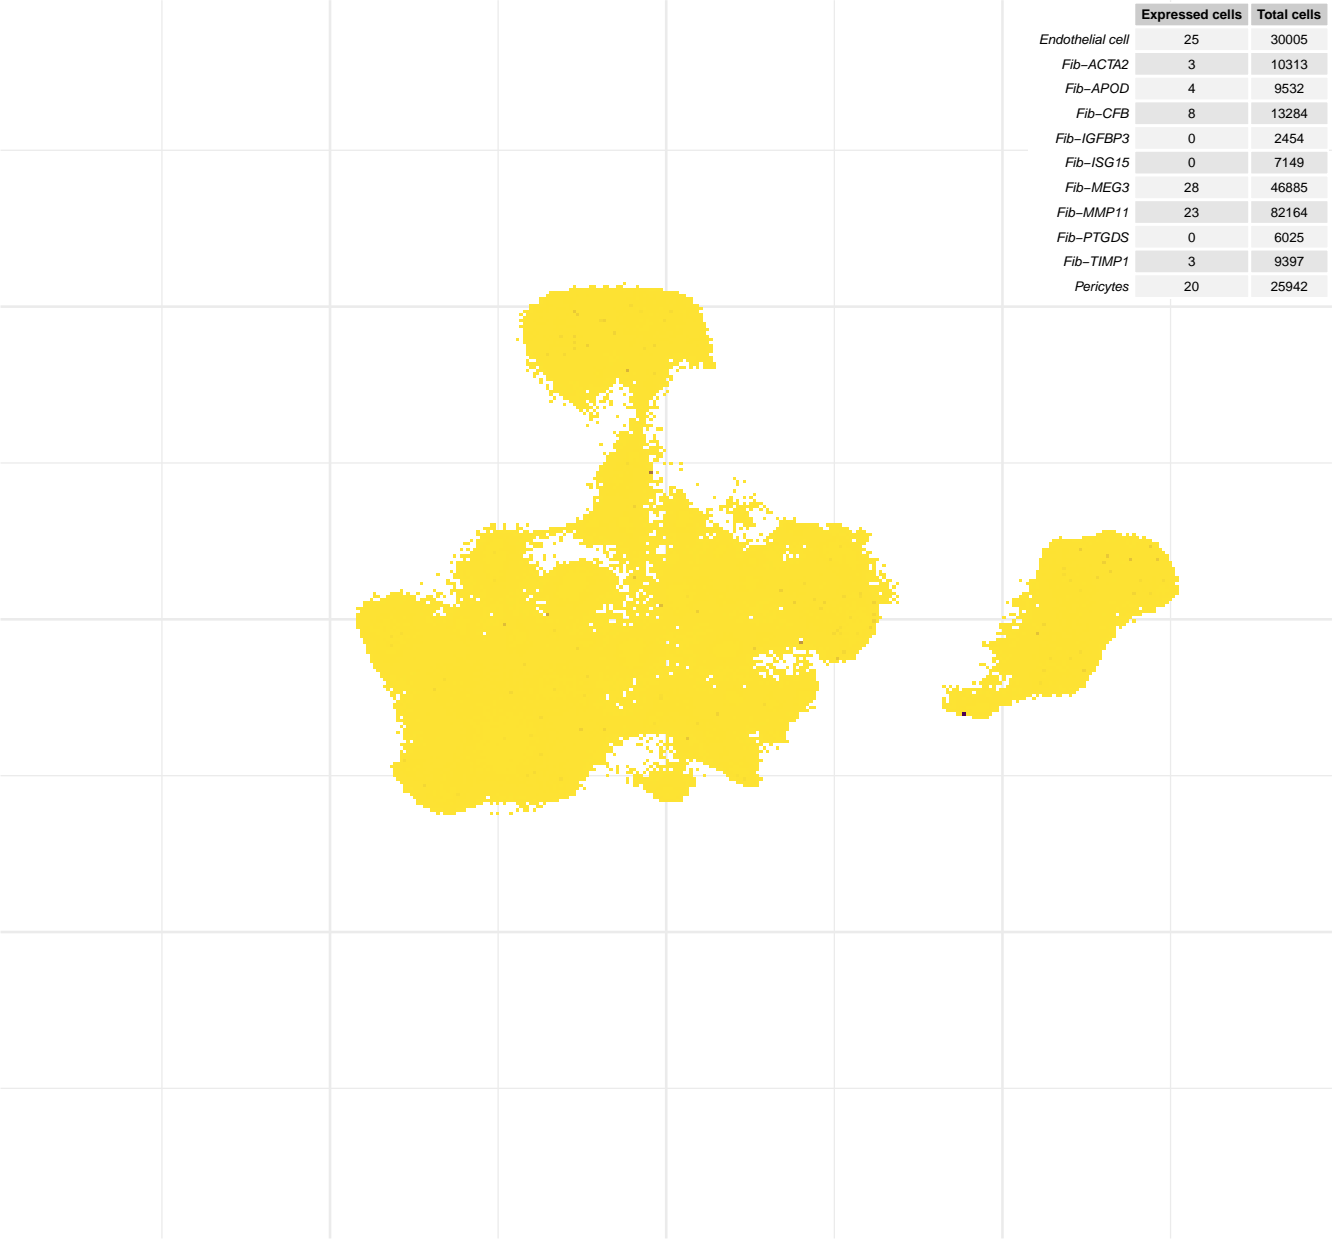 Expressed cells Total cells
Endothelial cell 25 30005
Fib−ACTA2 3 10313
Fib−APOD 4 9532
Fib−CFB 8 13284
Fib−IGFBP3 0 2454
Fib−ISG15 0 7149
Fib−MEG3 28 46885
Fib−MMP11 23 82164
Fib−PTGDS 0 6025
Fib−TIMP1 3 9397
Pericytes 20 25942